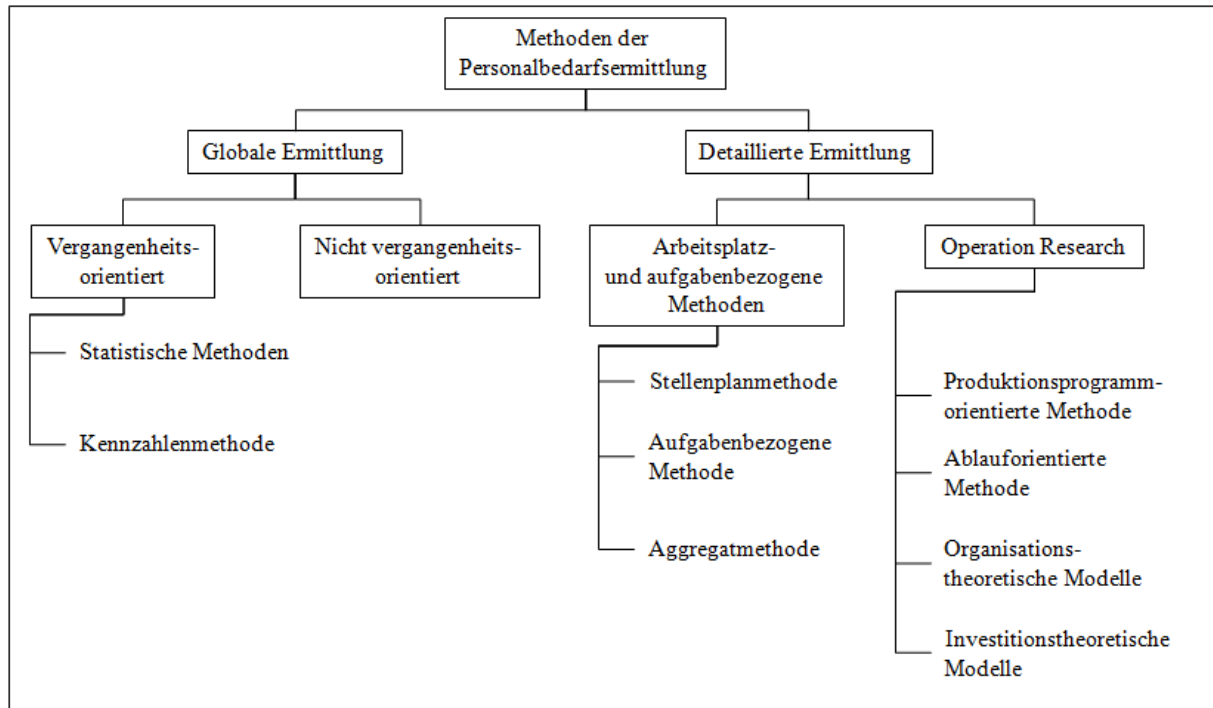 Methoden der
Personalbedarfsermittlung
Globale Ermittlung
Detaillierte Ermittlung
Vergangenheits-
orientiert
Nicht vergangenheits-
orientiert
Arbeitsplatz-
und aufgabenbezogene
Methoden
Operation Research
Statistische Methoden
Kennzahlenmethode
Stellenplanmethode
Aufgabenbezogene
Methode
Aggregatmethode
Produktionsprogramm-
orientierte Methode
Ablauforientierte
Methode
Organisations-
theoretische Modelle
Investitionstheoretische
Modelle